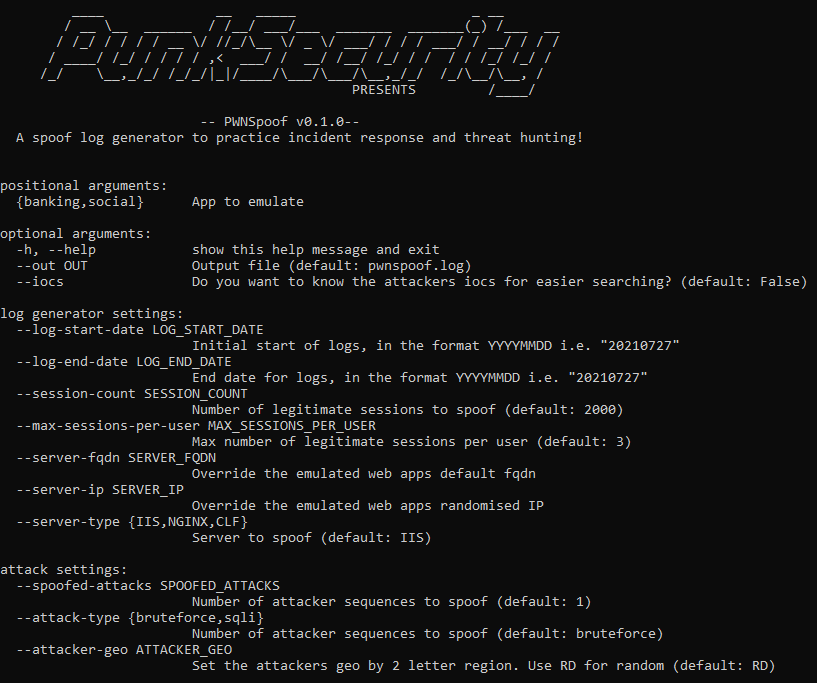 PunkSecurity
PRESENTS
-- PWNSpoof v0.1.0--
A spoof log generator to practice incident response and threat hunting!
positional arguments:
{banking,social} App to emulate
optional arguments:
-h, --help show this help message and exit
--out OUT Output file (default: pwnspoof.log)
--iocs Do you want to know the attackers iocs for easier searching? (default: False)
log generator settings:
--log-start-date LOG_START_DATE
Initial start of logs, in the format YYYYMMDD i.e. "20210727"
--log-end-date LOG_END_DATE
End date for logs, in the format YYYYMMDD i.e. "20210727"
--session-count SESSION_COUNT
Number of legitimate sessions to spoof (default: 2000)
--max-sessions-per-user MAX_SESSIONS_PER_USER
Max number of legitimate sessions per user (default: 3)
--server-fqdn SERVER_FQDN
Override the emulated web apps default fqdn
--server-ip SERVER_IP
Override the emulated web apps randomised IP
--server-type {IIS,NGINX,CLF}
Server to spoof (default: IIS)
attack settings:
--spoofed-attacks SPOOFED_ATTACKS
Number of attacker sequences to spoof (default: 1)
--attack-type {bruteforce,sqli}
Number of attacker sequences to spoof (default: bruteforce)
--attacker-geo ATTACKER_GEO
Set the attackers geo by 2 letter region. Use RD for random (default: RD)